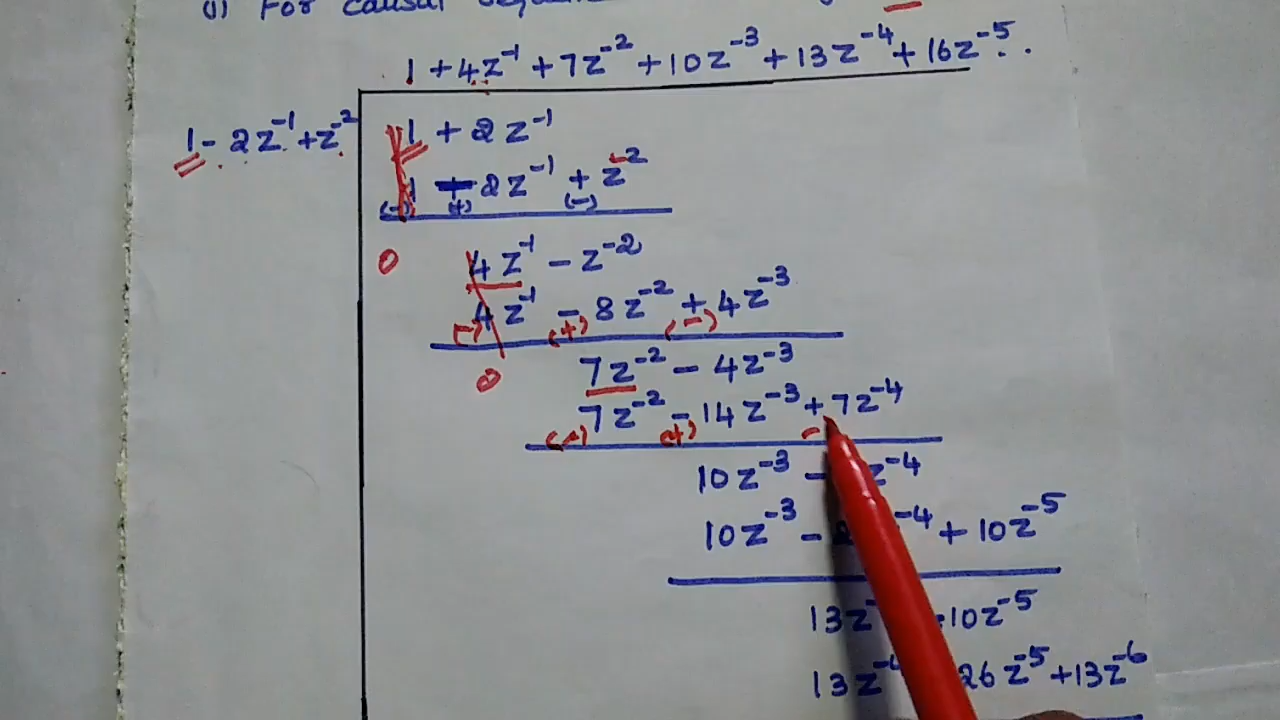 (i) For causal
1 + 4z⁻¹ + 7z⁻² + 10z⁻³ + 13z⁻⁴ + 16z⁻⁵ . .
1 - 2z⁻¹ + z⁻²
1 + 2z⁻¹
1 - 2z⁻¹ + z⁻²
(-) (+) (-)
0 4z⁻¹ - z⁻²
4z⁻¹ - 8z⁻² + 4z⁻³
(-) (+) (-)
0 7z⁻² - 4z⁻³
7z⁻² - 14z⁻³ + 7z⁻⁴
(-) (+) -
10z⁻³ - z⁻⁴
10z⁻³ - ⁻⁴ + 10z⁻⁵
13z⁻ 10z⁻⁵
13z⁻⁴ 26z⁻⁵ + 13z⁻⁶